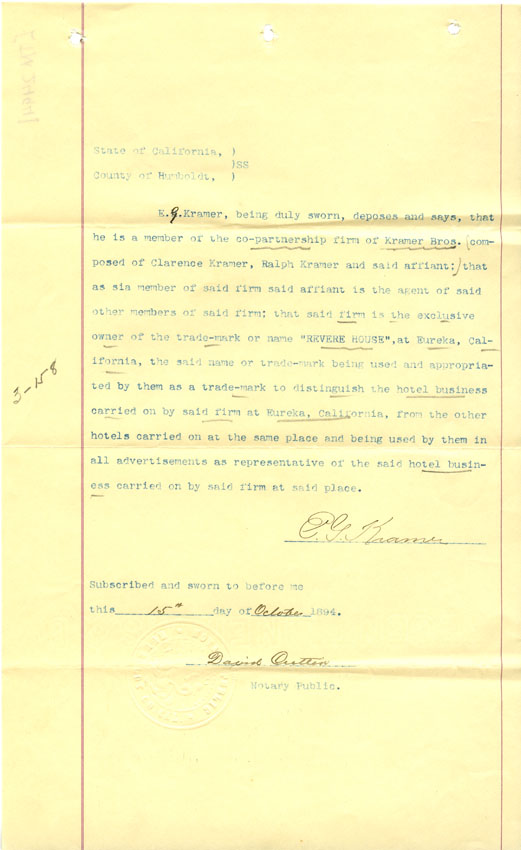 State of California, )
)SS
County of Humboldt, )
E.G.Kramer, being duly sworn, deposes and says, that
he is a member of the co-partnership firm of Kramer Bros. (com-
posed of Clarence Kramer, Ralph Kramer and said affiant:) that
as sia member of said firm said affiant is the agent of said
other members of said firm; that said firm is the exclusive
owner of the trade-mark or name "REVERE HOUSE", at Eureka, Cal-
ifornia, the said name or trade-mark being used and appropria-
ted by them as a trade-mark to distinguish the hotel business
3-158
carried on by said firm at Eureka, California, from the other
hotels carried on at the same place and being used by them in
all advertisements as representative of the said hotel busin-
ess carried on by said firm at said place.
E.G. Kramer
Subscribed and sworn to before me
this 15th day of October 1894.
David
Notary Public.